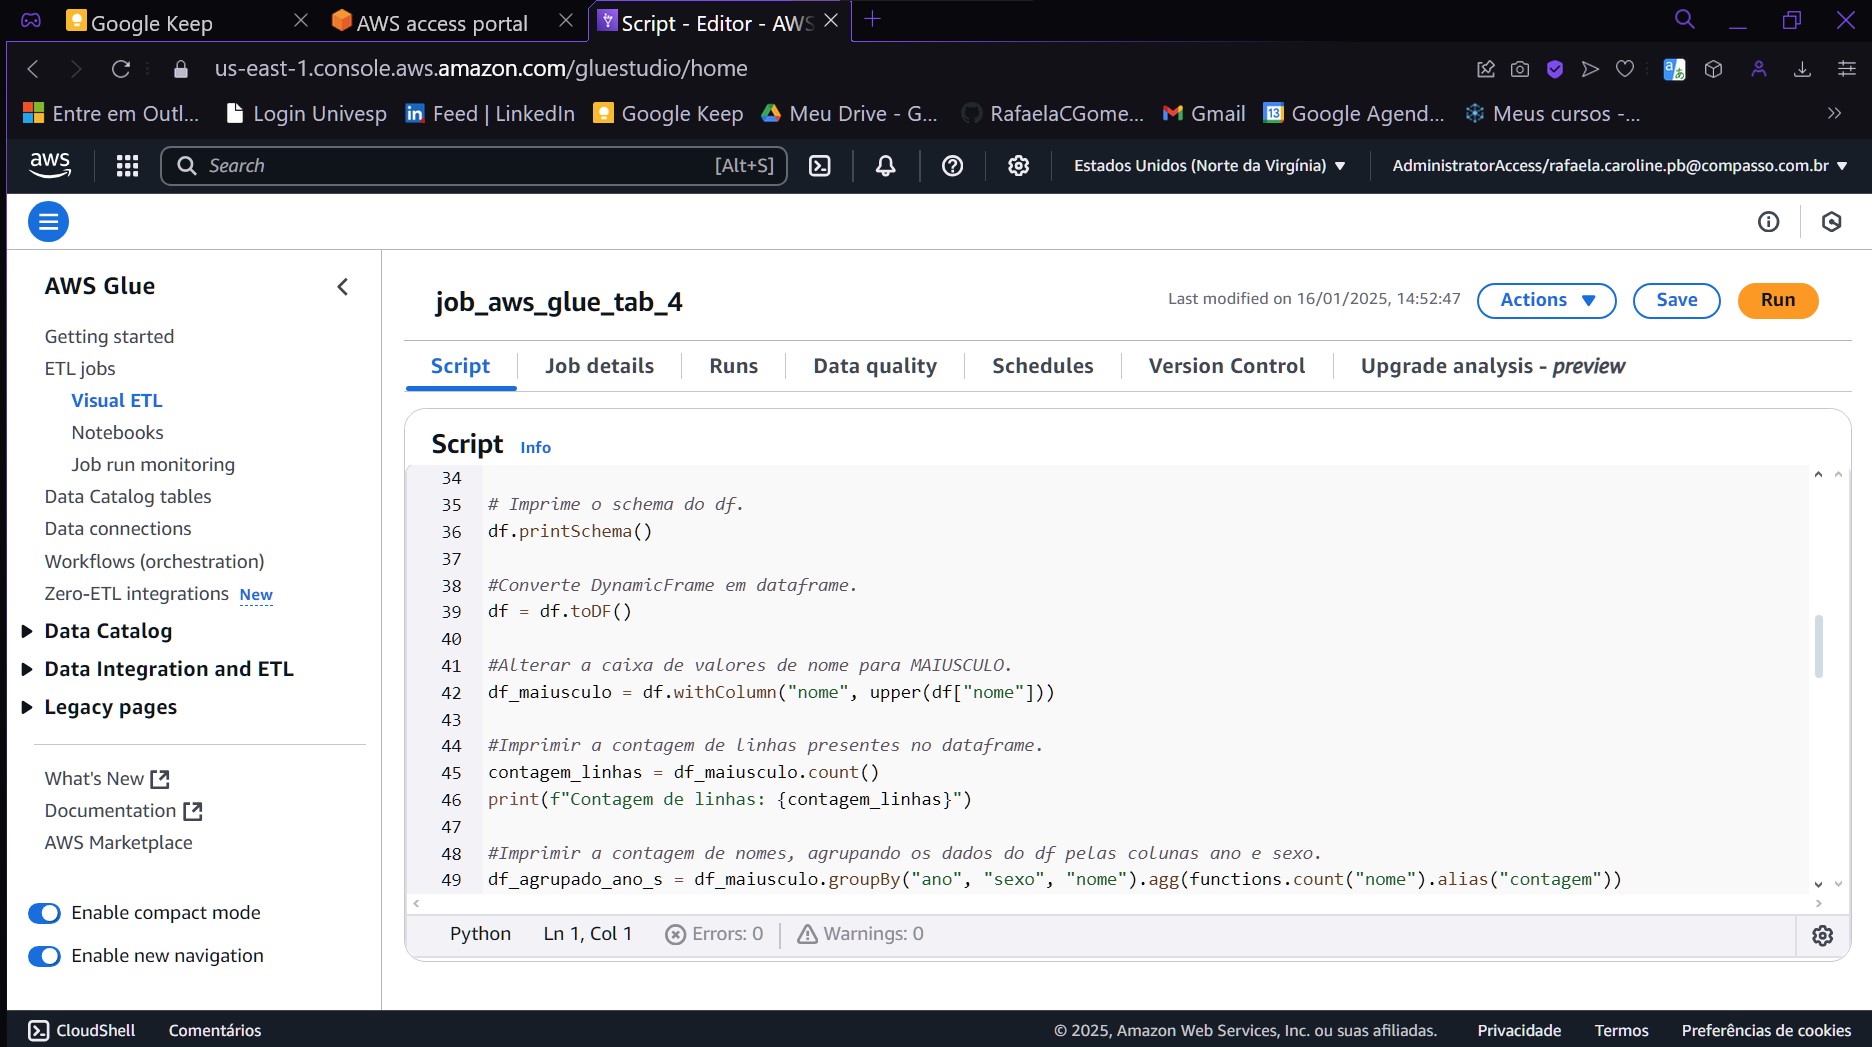 Google Keep
AWS access portal
Script - Editor - AWS
us-east-1.console.aws.amazon.com/gluestudio/home
Entre em Outl...
Login Univesp
Feed | LinkedIn
Google Keep
Meu Drive - G...
RafaelaCGome...
Gmail
Google Agend...
Meus cursos -...
aws
Search
[Alt+S]
Estados Unidos (Norte da Virgínia)
AdministratorAccess/rafaela.caroline.pb@compasso.com.br
AWS Glue
Getting started
ETL jobs
Visual ETL
Notebooks
Job run monitoring
Data Catalog tables
Data connections
Workflows (orchestration)
Zero-ETL integrations New
Data Catalog
Data Integration and ETL
Legacy pages
What's New
Documentation
AWS Marketplace
Enable compact mode
Enable new navigation
job_aws_glue_tab_4
Last modified on 16/01/2025, 14:52:47
Actions
Save
Run
Script
Job details
Runs
Data quality
Schedules
Version Control
Upgrade analysis - preview
Script Info
34
35 # Imprime o schema do df.
36 df.printSchema()
37
38 #Converte DynamicFrame em dataframe.
39 df = df.toDF()
40
41 #Alterar a caixa de valores de nome para MAIUSCULO.
42 df_maiusculo = df.withColumn("nome", upper(df["nome"]))
43
44 #Imprimir a contagem de linhas presentes no dataframe.
45 contagem_linhas = df_maiusculo.count()
46 print(f"Contagem de linhas: {contagem_linhas}")
47
48 #Imprimir a contagem de nomes, agrupando os dados do df pelas colunas ano e sexo.
49 df_agrupado_ano_s = df_maiusculo.groupBy("ano", "sexo", "nome").agg(functions.count("nome").alias("contagem"))
Python
Ln 1, Col 1
Errors: 0
Warnings: 0
CloudShell
Comentários
© 2025, Amazon Web Services, Inc. ou suas afiliadas.
Privacidade
Termos
Preferências de cookies